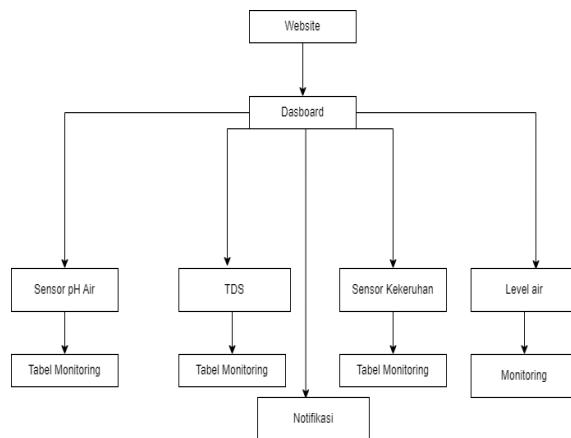 Website
Dasboard
Sensor pH Air
TDS
Sensor Kekeruhan
Level air
Tabel Monitoring
Tabel Monitoring
Tabel Monitoring
Monitoring
Notifikasi